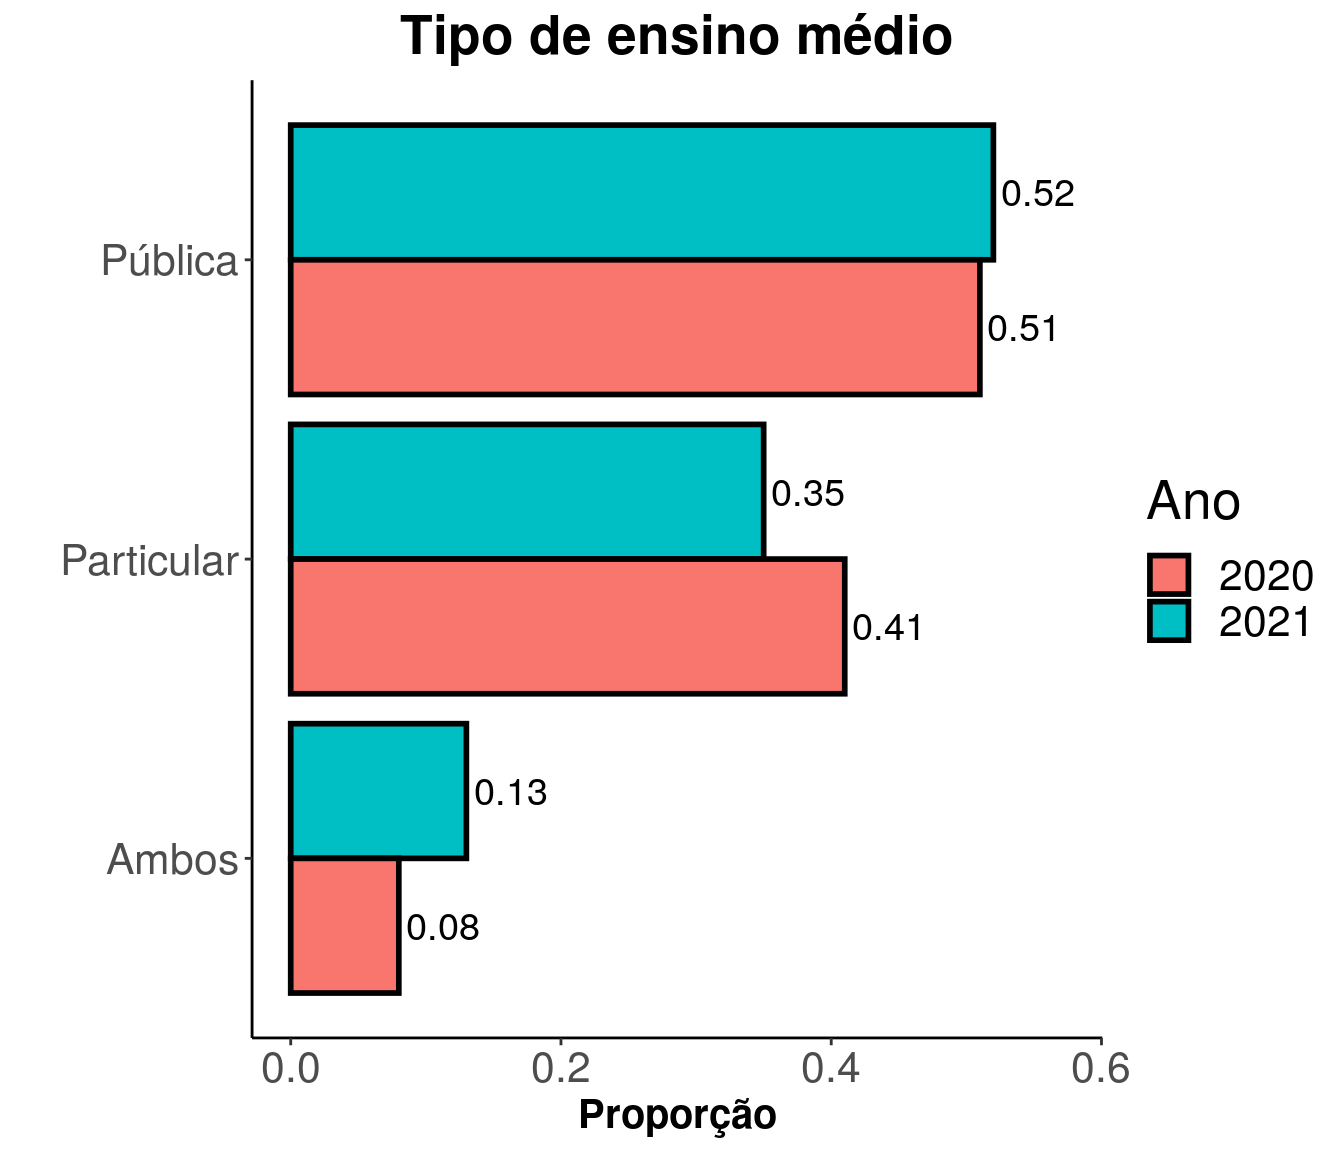 Tipo de ensino médio
Pública
0.52
0.51
Particular
0.35
0.41
Ambos
0.13
0.08
0.0 0.2 0.4 0.6
Proporção
Ano
2020
2021